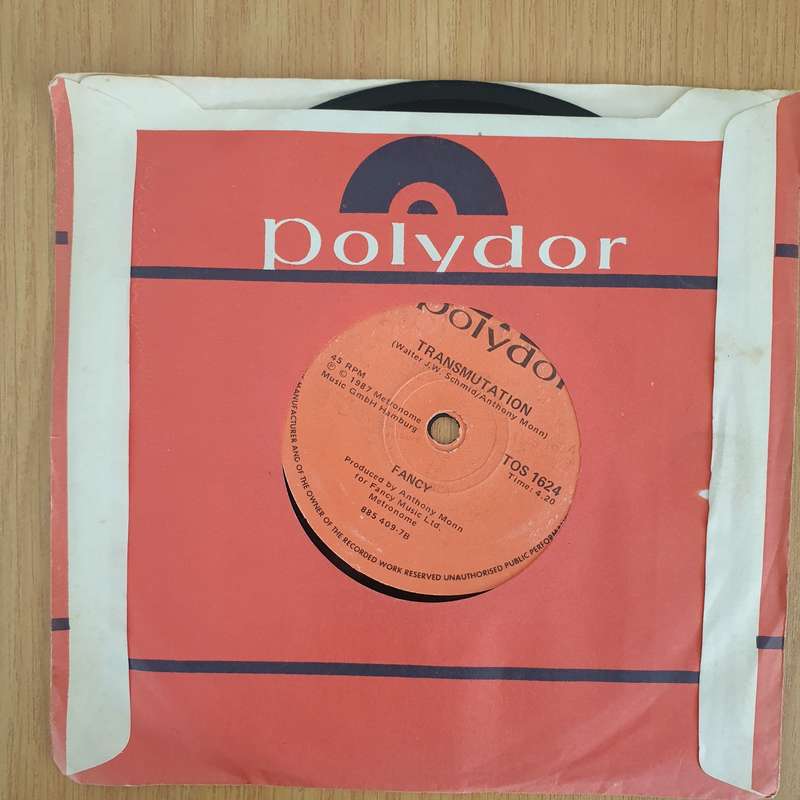 polydor
polydor
TRANSMUTATION
(Walter J.W. Schmid/Anthony Monn)
45 RPM
℗ © 1987 Metronome
Music GmbH Hamburg
TOS 1624
Time: 4.20
FANCY
Produced by Anthony Monn
for Fancy Music Ltd.
Metronome
885 409-7B
MANUFACTURER AND OF THE OWNER OF THE RECORDED WORK RESERVED UNAUTHORISED PUBLIC